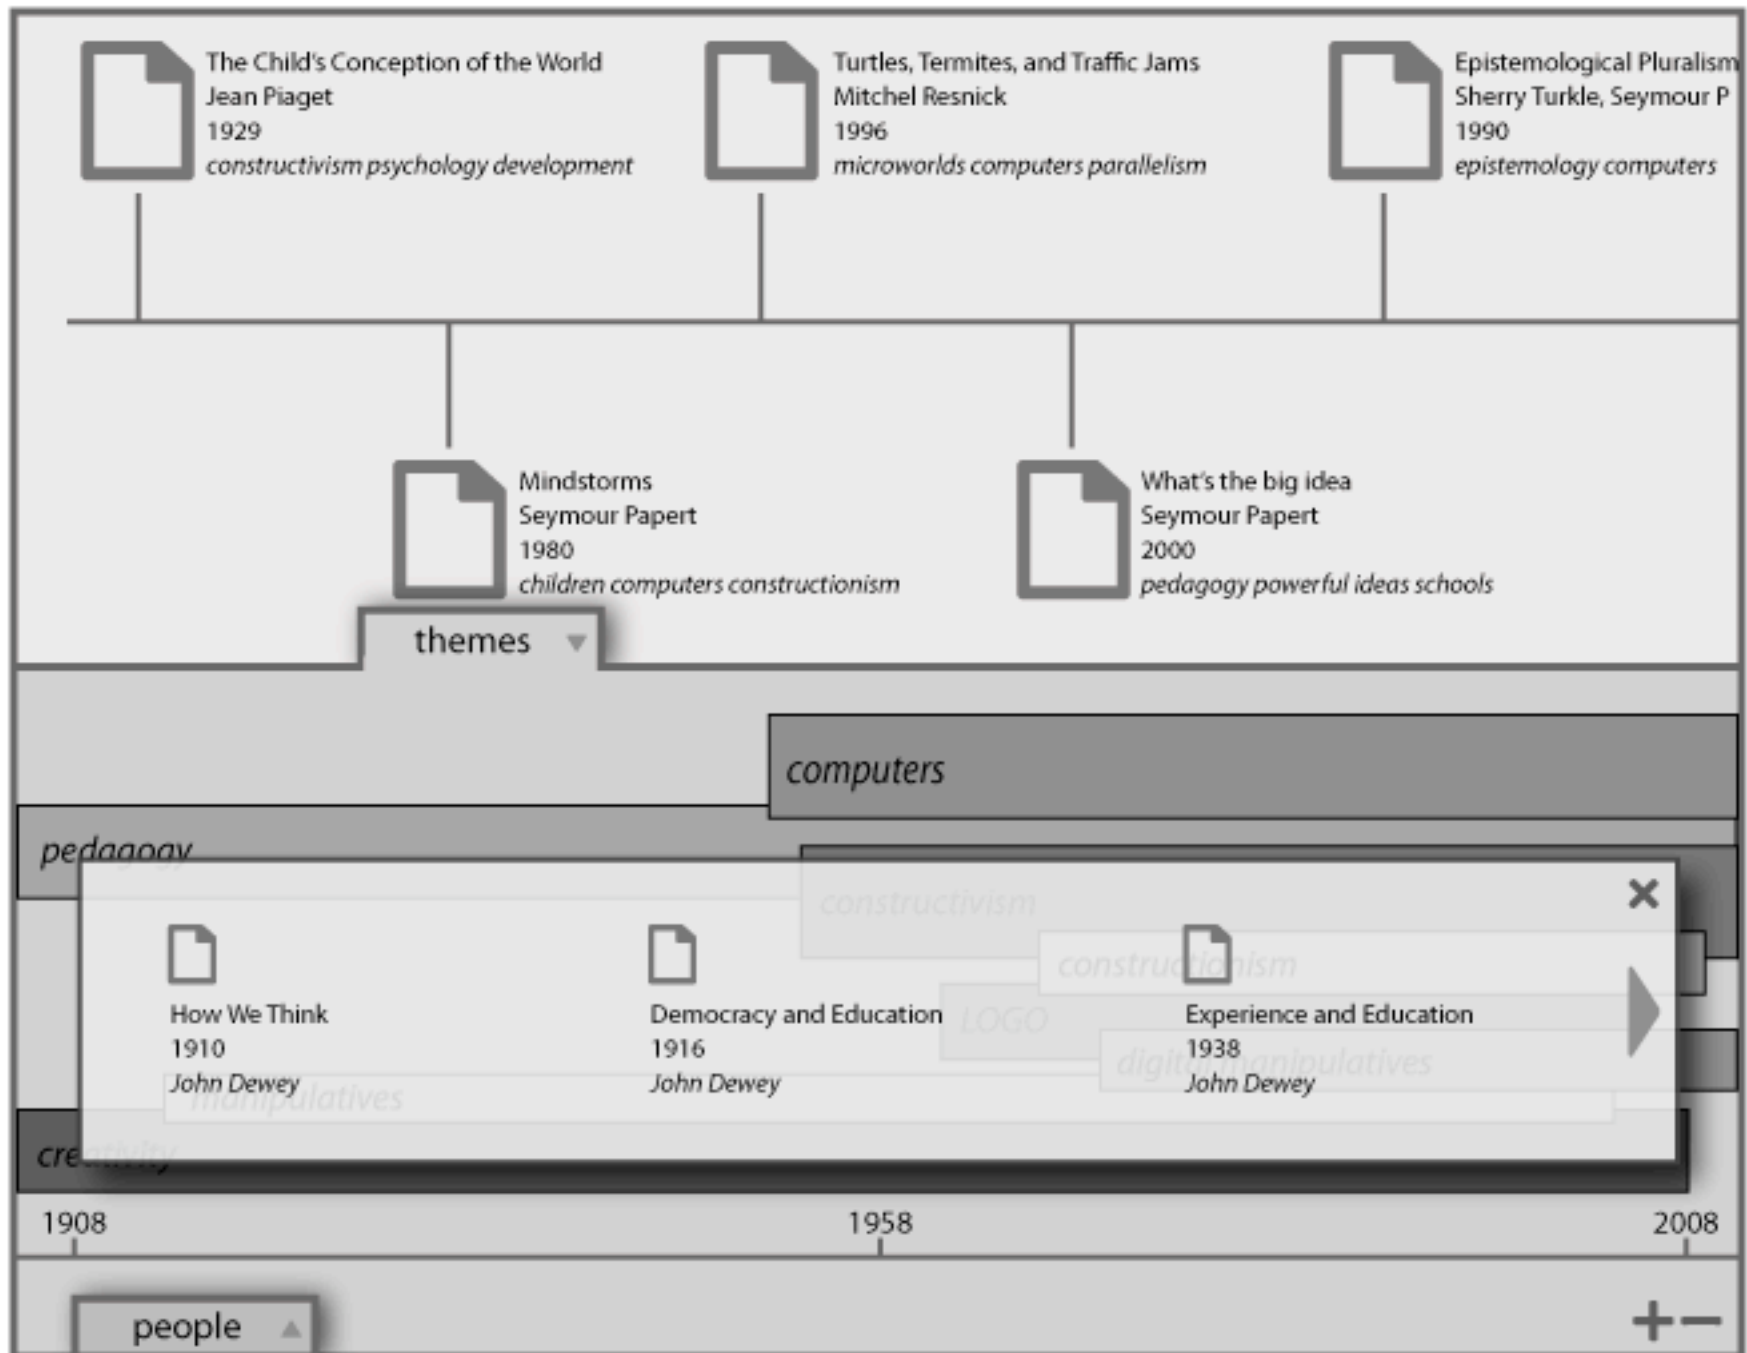 The Child's Conception of the World
Jean Piaget
1929
constructivism psychology development
Turtles, Termites, and Traffic Jams
Mitchel Resnick
1996
microworlds computers parallelism
Epistemological Pluralism
Sherry Turkle, Seymour P
1990
epistemology computers
Mindstorms
Seymour Papert
1980
children computers constructionism
What's the big idea
Seymour Papert
2000
pedagogy powerful ideas schools
themes
computers
pedagogy
constructivism
constructionism
LOGO
digital manipulatives
manipulatives
creativity
How We Think
1910
John Dewey
Democracy and Education
1916
John Dewey
Experience and Education
1938
John Dewey
1908
1958
2008
people